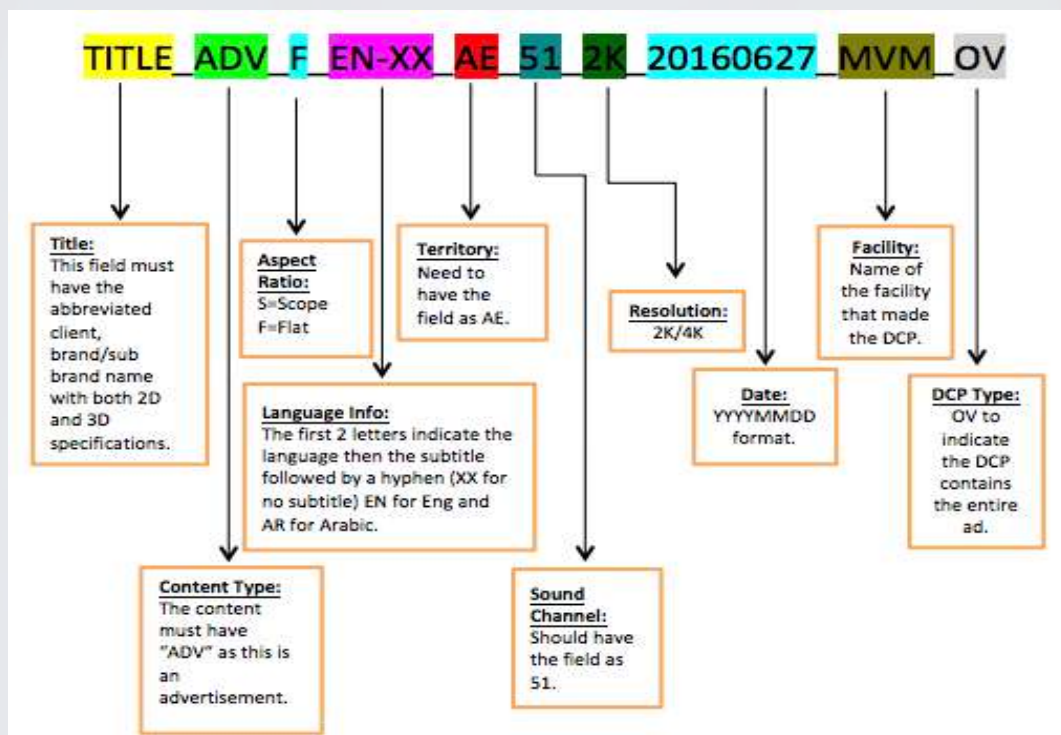 TITLE_ADV_F_EN-XX_AE_51_2K_20160627_MVM_OV
Title:
This field must
have the
abbreviated
client,
brand/sub
brand name
with both 2D
and 3D
specifications.
Aspect
Ratio:
S=Scope
F=Flat
Territory:
Need to
have the
field as AE.
Resolution:
2K/4K
Facility:
Name of
the facility
that made
the DCP.
Language Info:
The first 2 letters indicate the
language then the subtitle
followed by a hyphen (XX for
no subtitle) EN for Eng and
AR for Arabic.
Date:
YYYYMMDD
format.
DCP Type:
OV to
indicate
the DCP
contains
the entire
ad.
Content Type:
The content
must have
"ADV" as this is
an
advertisement.
Sound
Channel:
Should have
the field as
51.